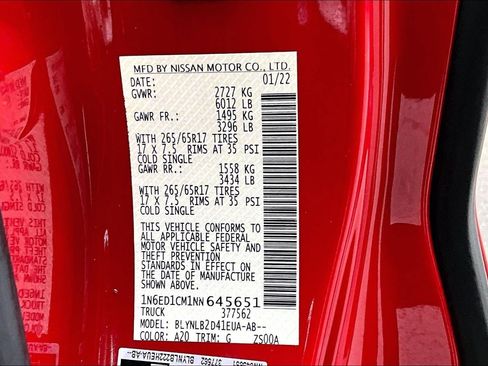 MFD BY NISSAN MOTOR CO., LTD.
DATE: 01/22
GVWR: 2727 KG
6012 LB
GAWR FR.: 1495 KG
3296 LB
WITH 265/65R17 TIRES
17 X 7.5 RIMS AT 35 PSI
COLD SINGLE
GAWR RR.: 1558 KG
3434 LB
WITH 265/65R17 TIRES
17 X 7.5 RIMS AT 35 PSI
COLD SINGLE
THIS VEHICLE CONFORMS TO
ALL APPLICABLE FEDERAL
MOTOR VEHICLE SAFETY AND
THEFT PREVENTION
STANDARDS IN EFFECT ON
THE DATE OF MANUFACTURE
SHOWN ABOVE.
1N6ED1CM1NN645651
TRUCK 377562
MODEL: BLYNLB2D41EUA-AB--
COLOR: A20 TRIM: G ZS00A